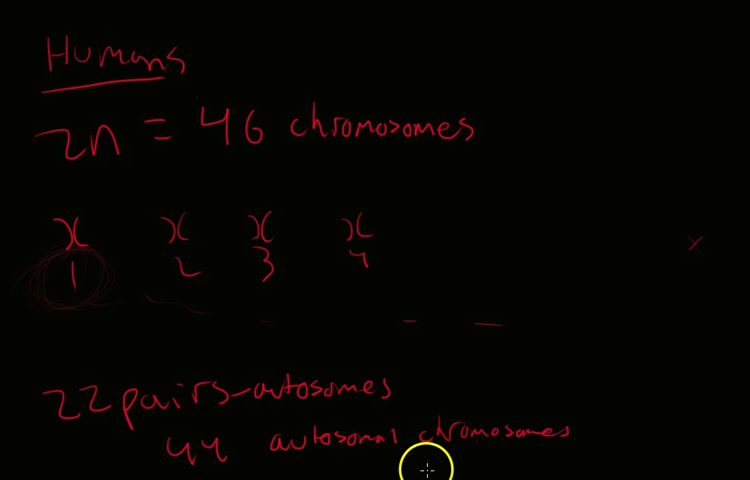 Humans
2n = 46 chromosomes
1 2 3 4
22 pairs-autosomes
44 autosomal chromosomes